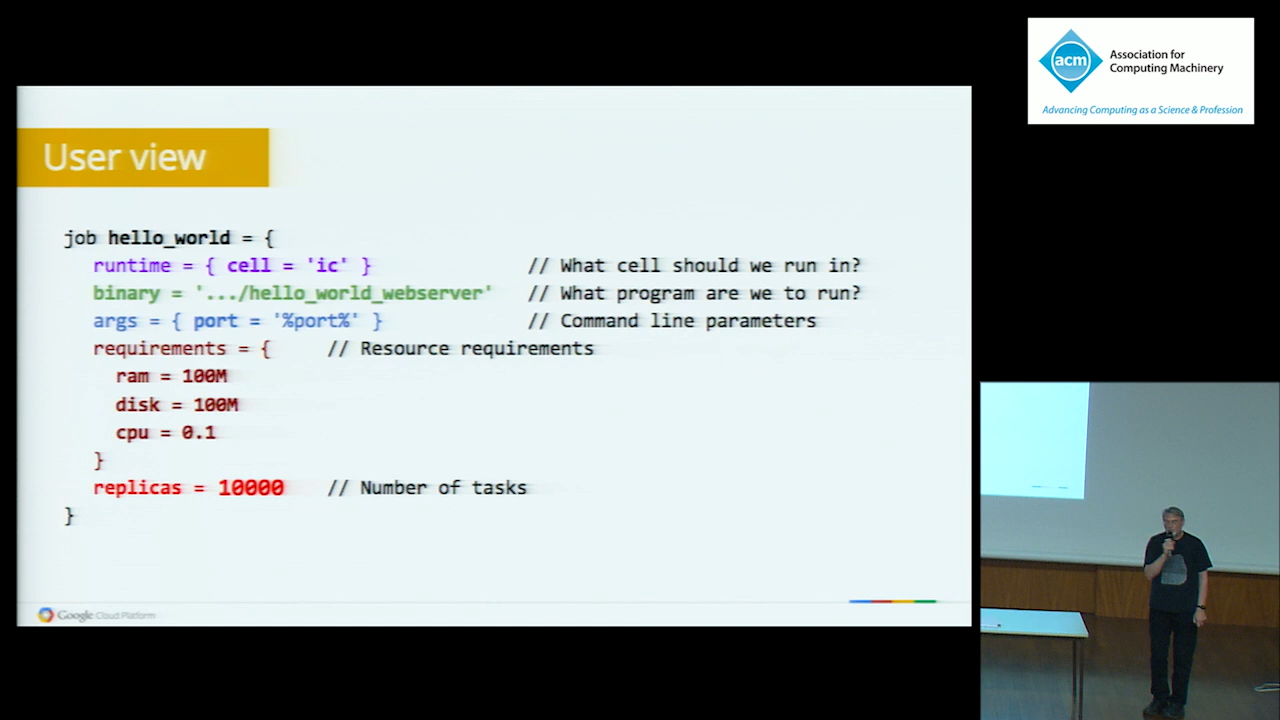 acm
Association for
Computing Machinery
Advancing Computing as a Science & Profession
User view
job hello_world = {
runtime = { cell = 'ic' } // What cell should we run in?
binary = '.../hello_world_webserver' // What program are we to run?
args = { port = '%port%' } // Command line parameters
requirements = { // Resource requirements
ram = 100M
disk = 100M
cpu = 0.1
}
replicas = 10000 // Number of tasks
}
Google Cloud Platform